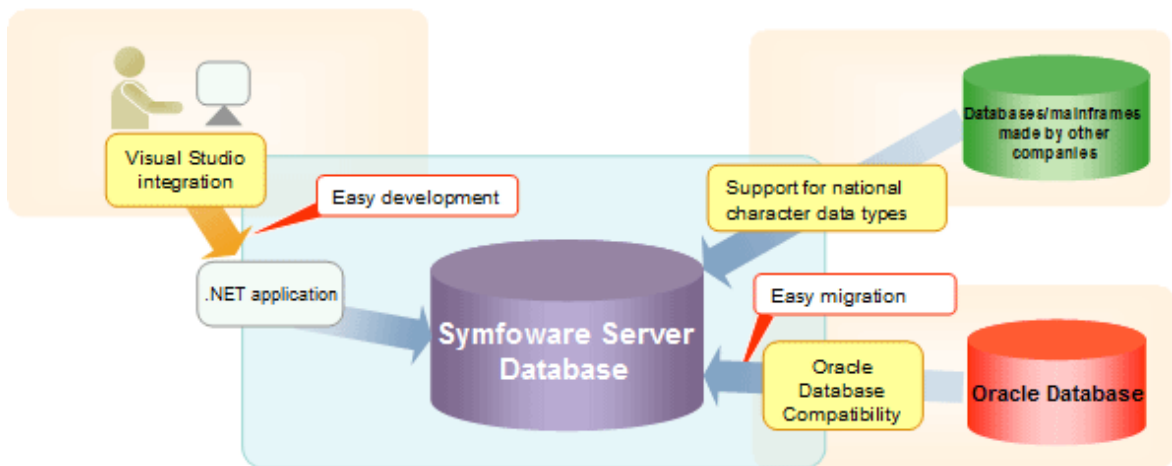 Visual Studio
integration
Easy development
.NET application
Symfoware Server
Database
Databases/mainframes
made by other
companies
Support for national
character data types
Easy migration
Oracle
Database
Compatibility
Oracle Database